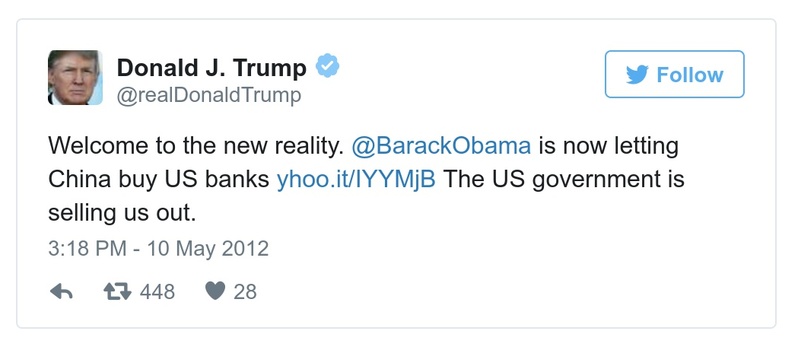 Donald J. Trump
@realDonaldTrump
Follow
Welcome to the new reality. @BarackObama is now letting
China buy US banks yhoo.it/IYYMjB The US government is
selling us out.
3:18 PM - 10 May 2012
448 28